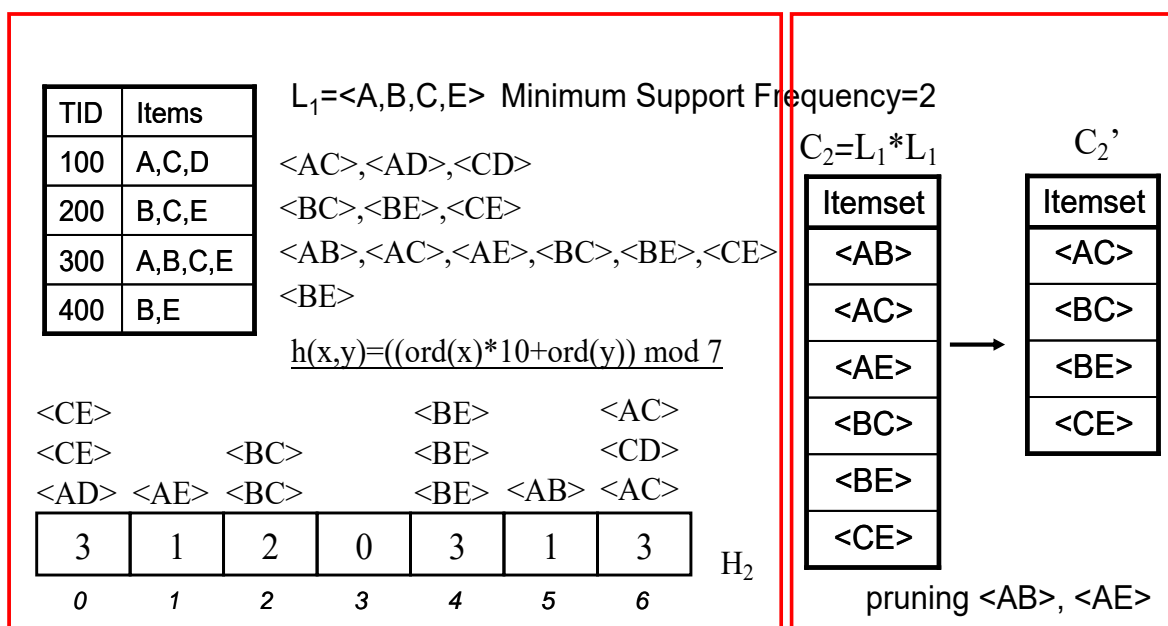 L₁=<A,B,C,E> Minimum Support Frequency=2
TID Items
100 A,C,D
200 B,C,E
300 A,B,C,E
400 B,E
<AC>,<AD>,<CD>
<BC>,<BE>,<CE>
<AB>,<AC>,<AE>,<BC>,<BE>,<CE>
<BE>
h(x,y)=((ord(x)*10+ord(y)) mod 7
<CE> <BE> <AC>
<CE> <BC> <BE> <CD>
<AD> <AE> <BC> <BE> <AB> <AC>
3 1 2 0 3 1 3
H₂
0 1 2 3 4 5 6
C₂=L₁*L₁
Itemset
<AB>
<AC>
<AE>
<BC>
<BE>
<CE>
C₂’
Itemset
<AC>
<BC>
<BE>
<CE>
pruning <AB>, <AE>